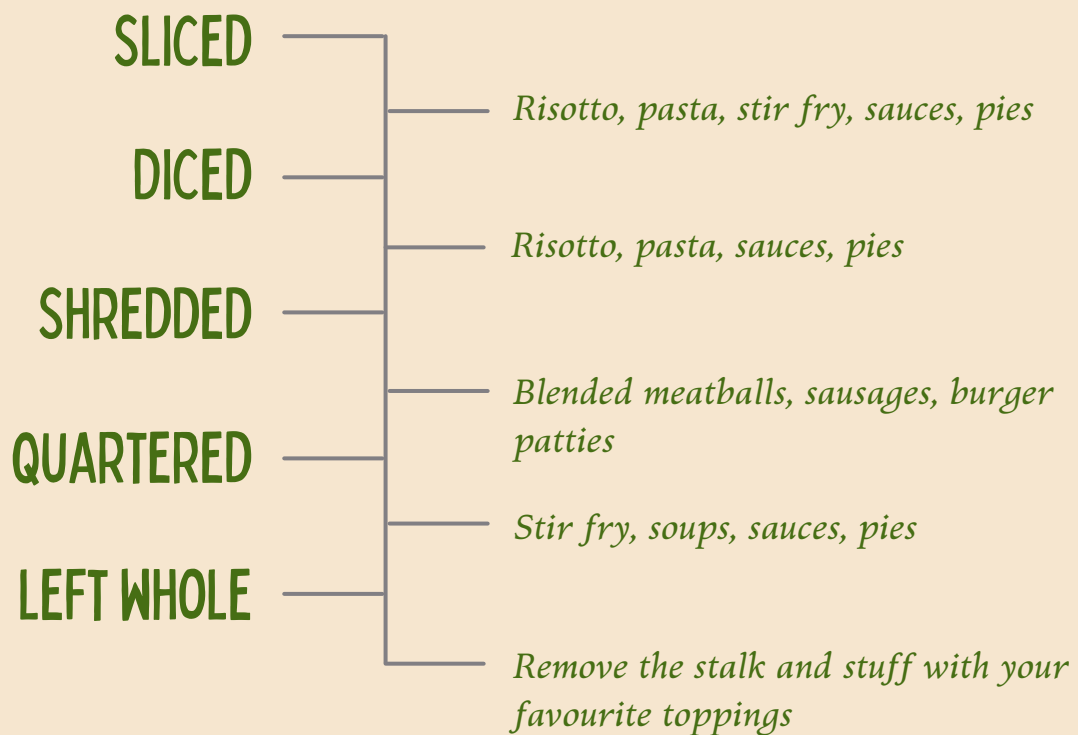 SLICED
Risotto, pasta, stir fry, sauces, pies
DICED
Risotto, pasta, sauces, pies
SHREDDED
Blended meatballs, sausages, burger
patties
QUARTERED
Stir fry, soups, sauces, pies
LEFT WHOLE
Remove the stalk and stuff with your
favourite toppings